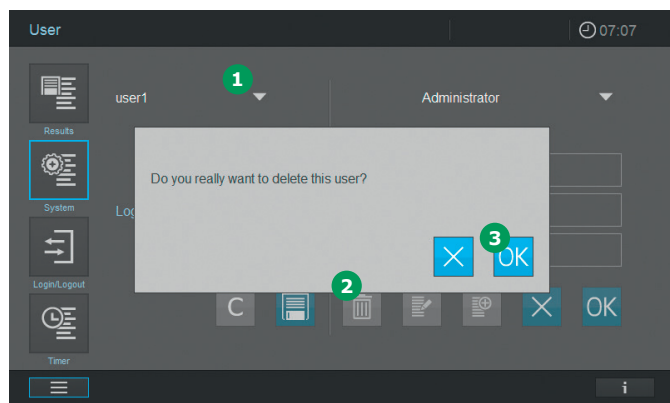 User
07:07
1
user1
Administrator
Results
Do you really want to delete this user?
System
Log
3
OK
Login/Logout
2
C
OK
Timer
i